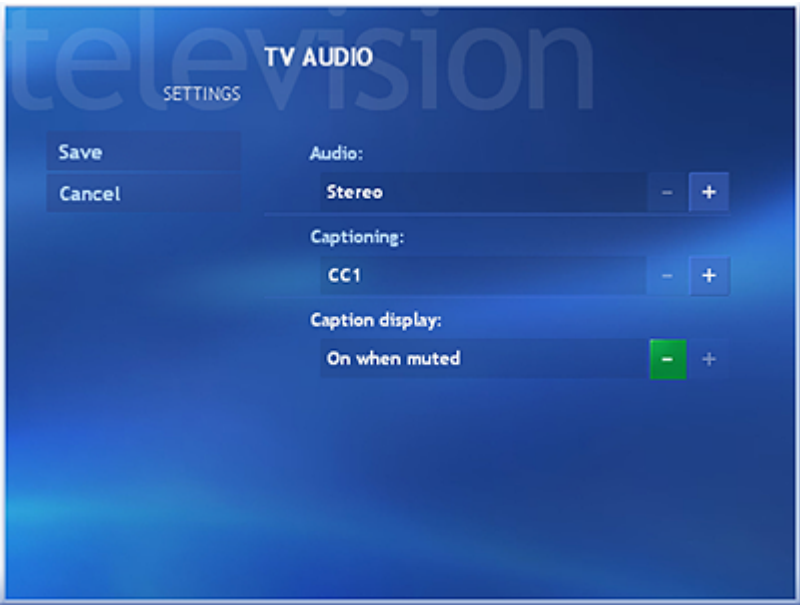 television
TV AUDIO
SETTINGS
Save
Cancel
Audio:
Stereo - +
Captioning:
CC1 - +
Caption display:
On when muted - +